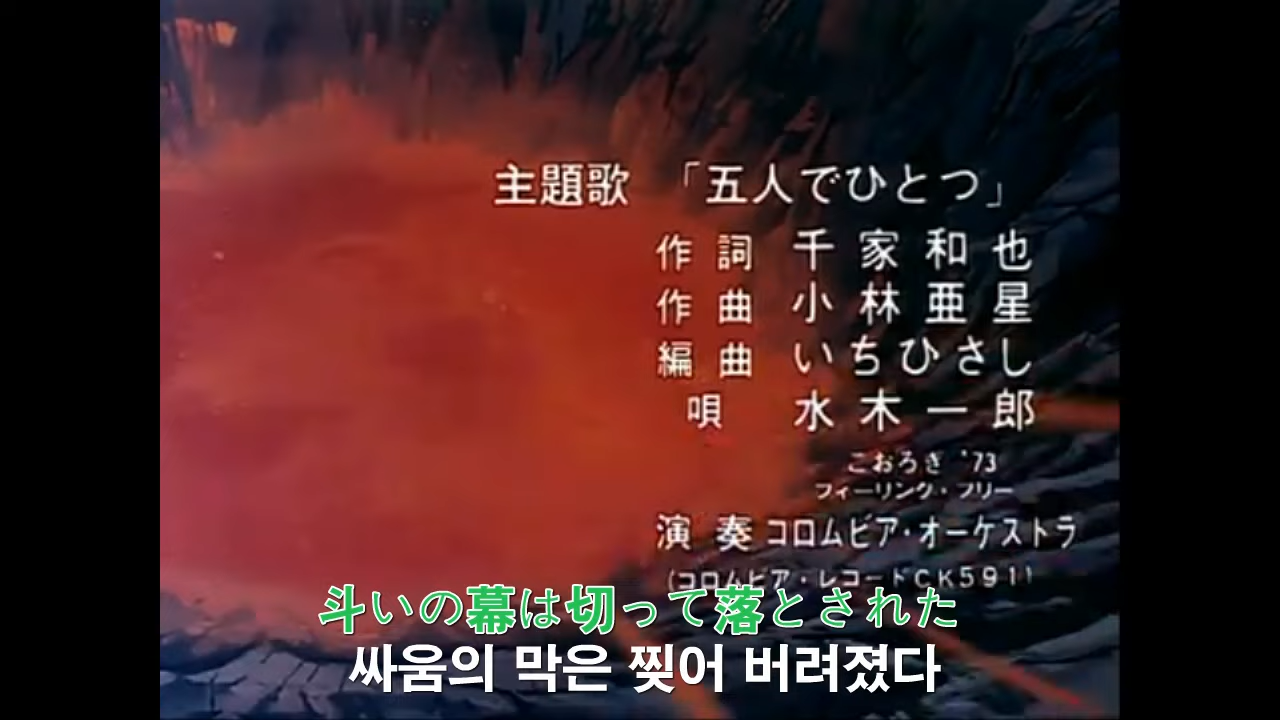 主題歌 「五人でひとつ」
作詞 千家和也
作曲 小林亜星
編曲 いちひさし
唄 水木一郎
こおろぎ '73
フィーリング・フリー
演奏 コロムビア・オーケストラ
(コロムビア・レコードCK591)
斗いの幕は切って落とされた
싸움의 막은 찢어 버려졌다